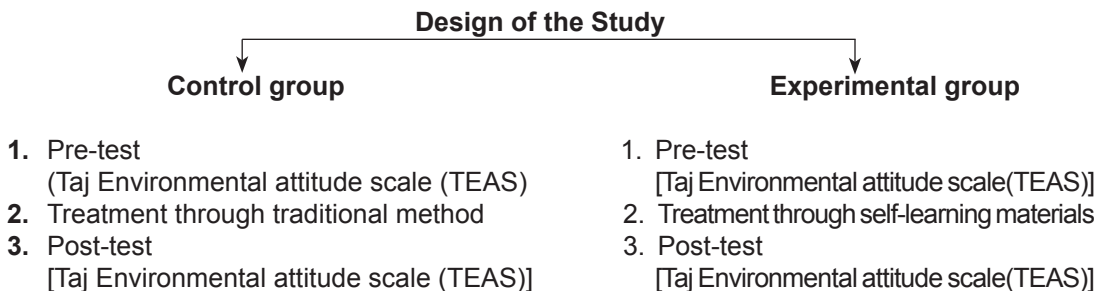 Design of the Study
Control group
1. Pre-test
(Taj Environmental attitude scale (TEAS)
2. Treatment through traditional method
3. Post-test
[Taj Environmental attitude scale (TEAS)]
Experimental group
1. Pre-test
[Taj Environmental attitude scale(TEAS)]
2. Treatment through self-learning materials
3. Post-test
[Taj Environmental attitude scale(TEAS)]